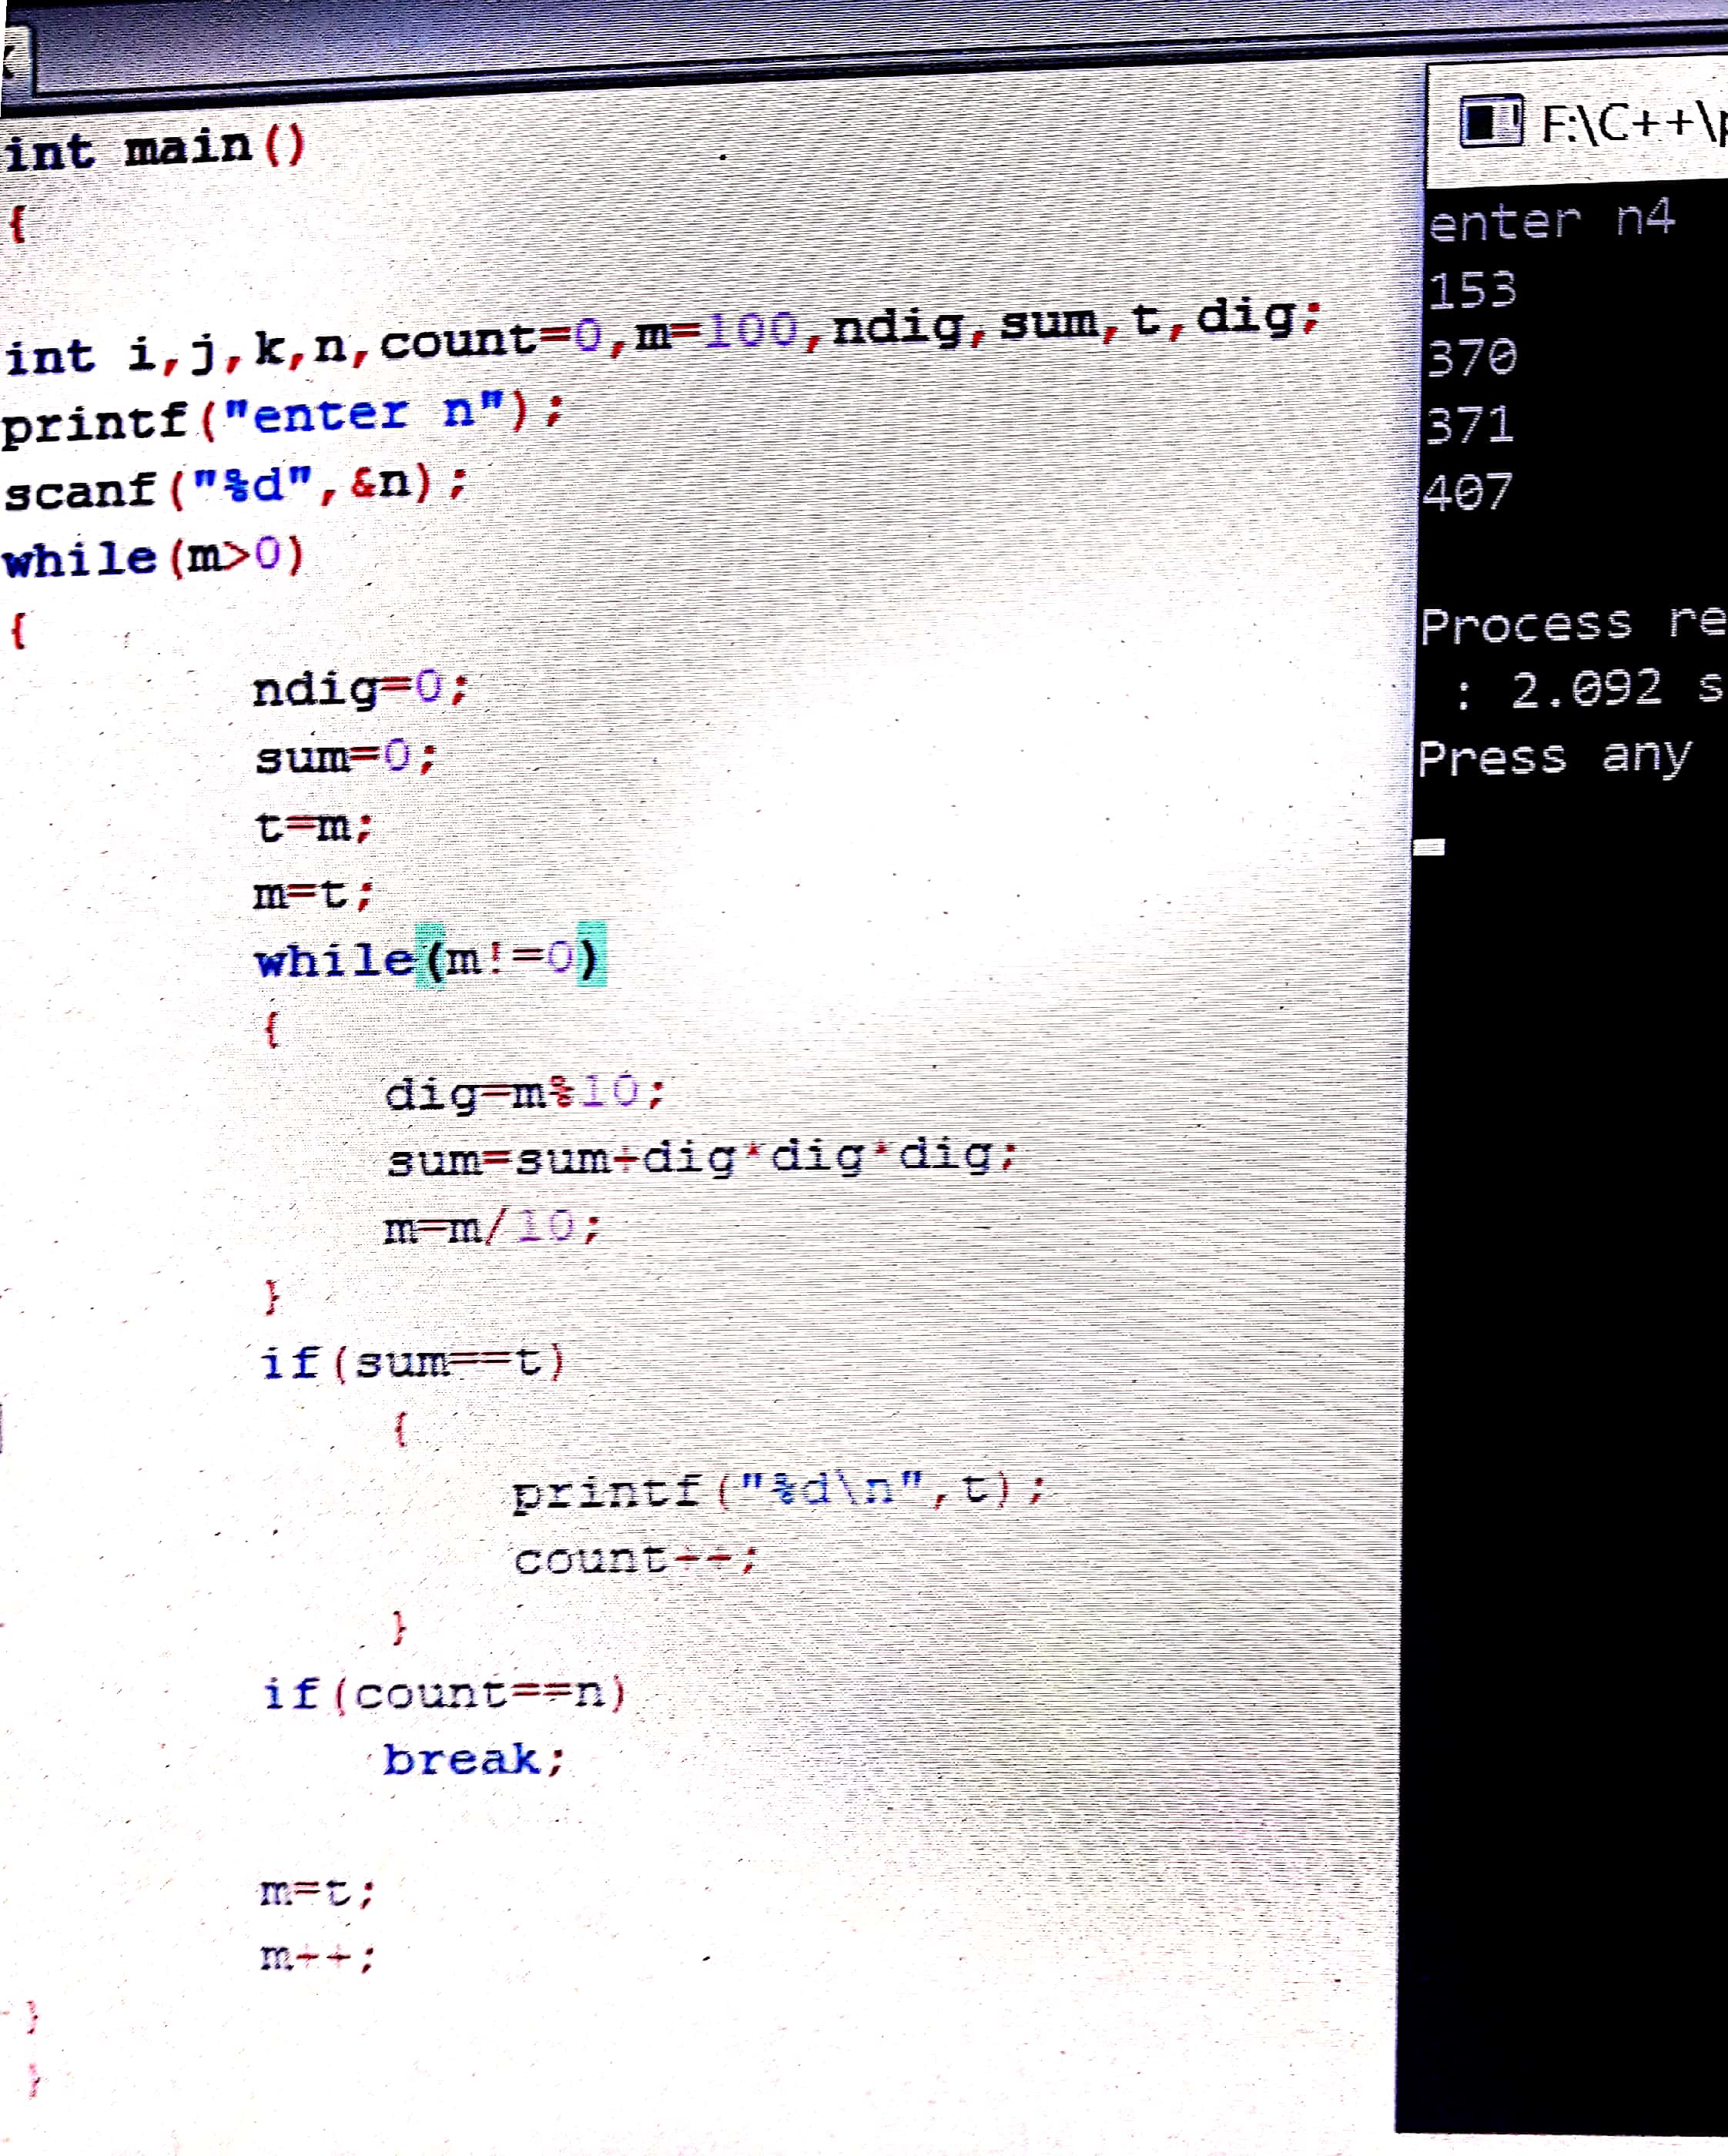 int main()
{
int i,j,k,n,count=0,m=100,ndig,sum,t,dig;
printf("enter n");
scanf("%d",&n);
while(m>0)
{
ndig=0;
sum=0;
t=m;
m=t;
while(m!=0)
{
dig=m%10;
sum=sum+dig*dig*dig;
m=m/10;
}
if(sum==t)
{
printf("%d\n",t);
count++;
}
if(count==n)
break;
m=t;
m++;
}
}
F:\C++\
enter n4
153
370
371
407
Process re
: 2.092 s
Press any